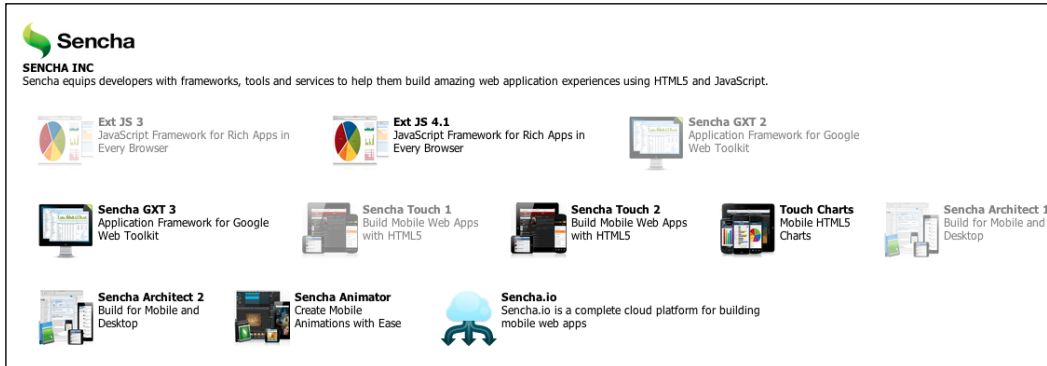 Sencha
SENCHA INC
Sencha equips developers with frameworks, tools and services to help them build amazing web application experiences using HTML5 and JavaScript.
Ext JS 3
JavaScript Framework for Rich Apps in
Every Browser
Ext JS 4.1
JavaScript Framework for Rich Apps in
Every Browser
Sencha GXT 2
Application Framework for Google
Web Toolkit
Sencha GXT 3
Application Framework for Google
Web Toolkit
Sencha Touch 1
Build Mobile Web Apps
with HTML5
Sencha Touch 2
Build Mobile Web Apps
with HTML5
Touch Charts
Mobile HTML5
Charts
Sencha Architect 1
Build for Mobile and
Desktop
Sencha Architect 2
Build for Mobile and
Desktop
Sencha Animator
Create Mobile
Animations with Ease
Sencha.io
Sencha.io is a complete cloud platform for building
mobile web apps